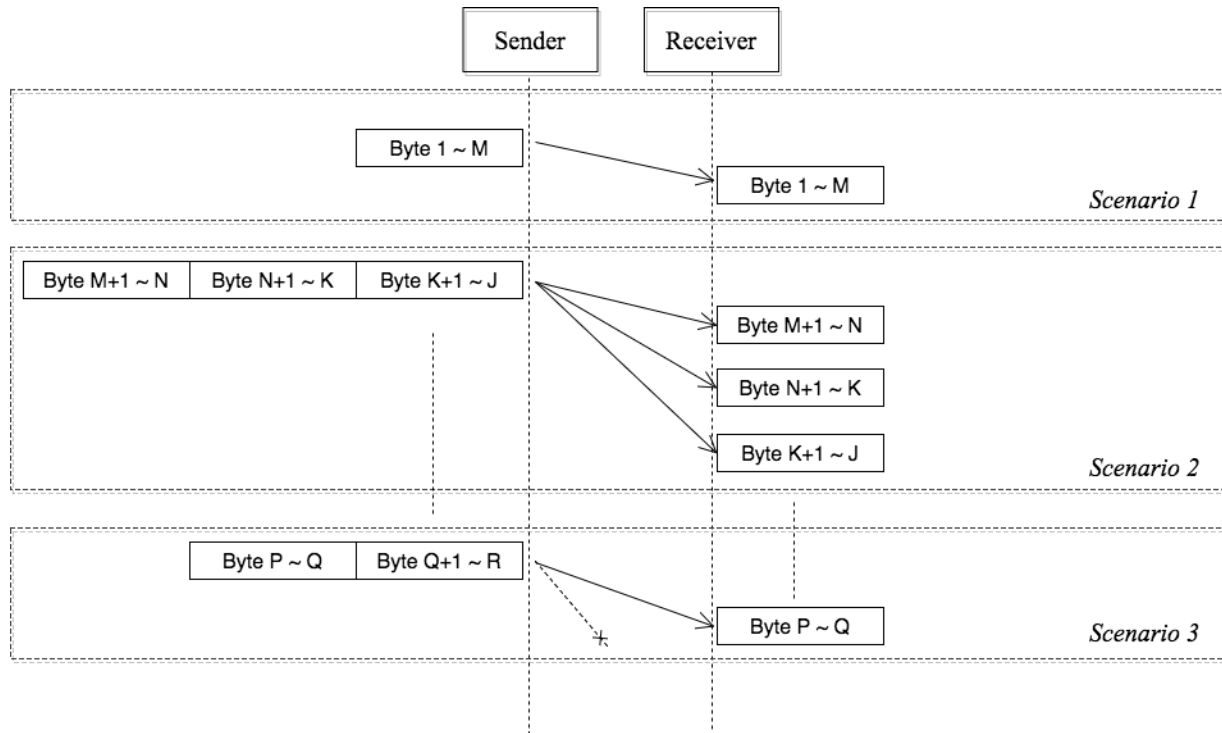 Sender
Receiver
Byte 1 ~ M
Byte 1 ~ M
Scenario 1
Byte M+1 ~ N
Byte N+1 ~ K
Byte K+1 ~ J
Byte M+1 ~ N
Byte N+1 ~ K
Byte K+1 ~ J
Scenario 2
Byte P ~ Q
Byte Q+1 ~ R
Byte P ~ Q
Scenario 3